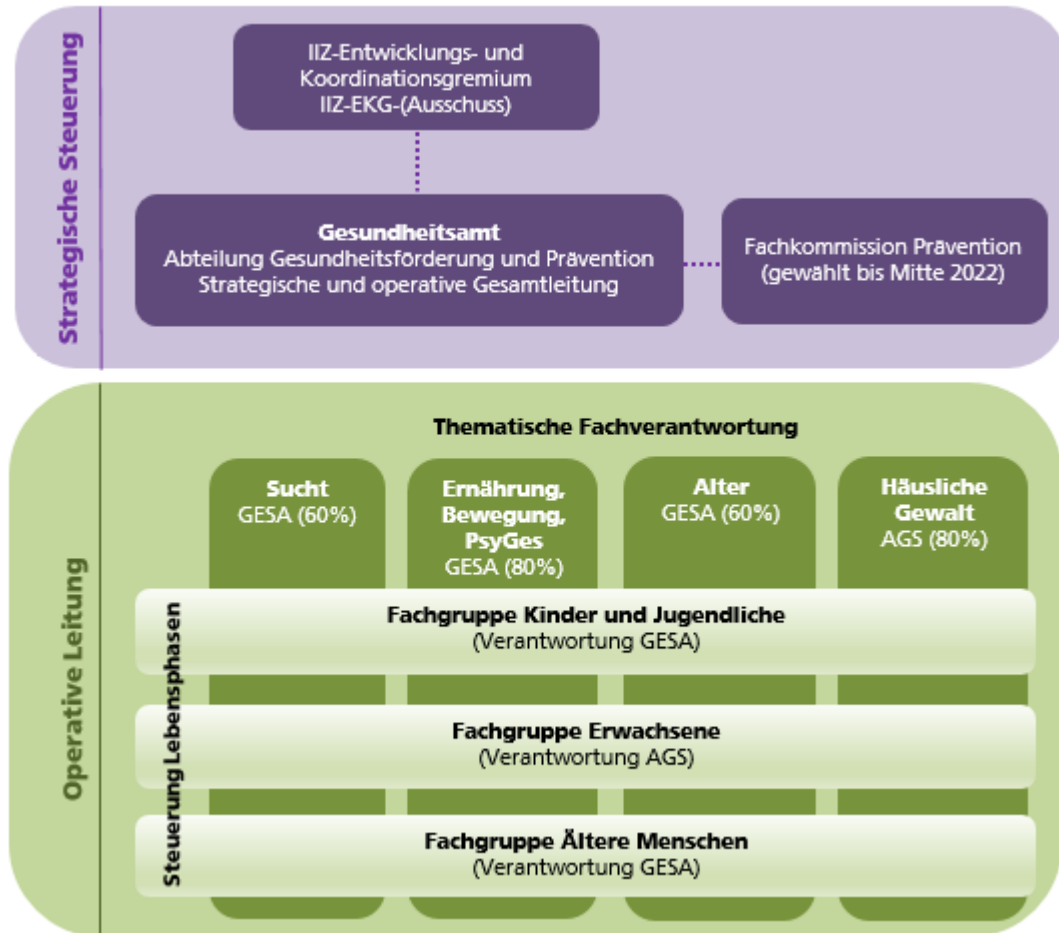 Strategische Steuerung
IIZ-Entwicklungs- und
Koordinationsgremium
IIZ-EKG-(Ausschuss)
Gesundheitsamt
Abteilung Gesundheitsförderung und Prävention
Strategische und operative Gesamtleitung
Fachkommission Prävention
(gewählt bis Mitte 2022)
Operative Leitung
Thematische Fachverantwortung
Sucht
GESA (60%)
Ernährung,
Bewegung,
PsyGes
GESA (80%)
Alter
GESA (60%)
Häusliche
Gewalt
AGS (80%)
Steuerung Lebensphasen
Fachgruppe Kinder und Jugendliche
(Verantwortung GESA)
Fachgruppe Erwachsene
(Verantwortung AGS)
Fachgruppe Ältere Menschen
(Verantwortung GESA)